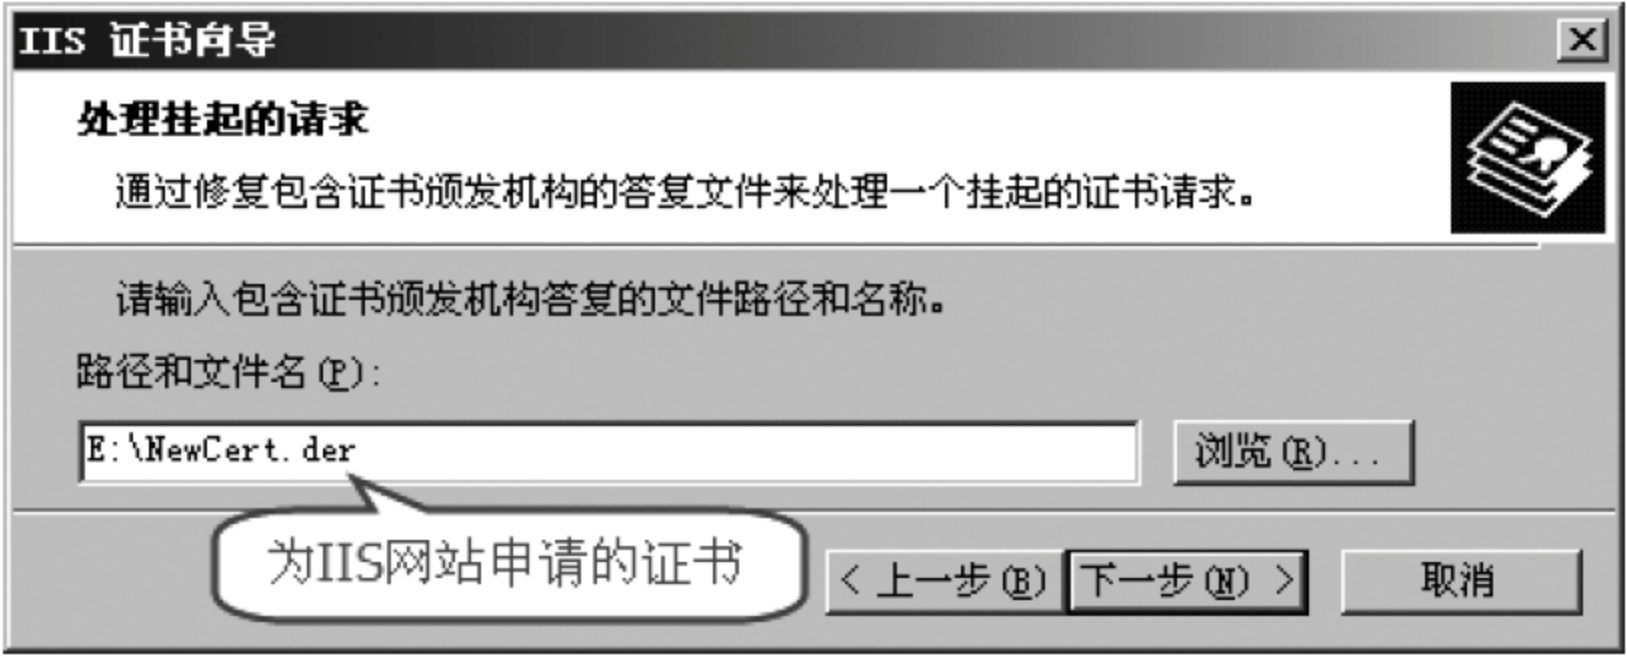 IIS 证书向导
处理挂起的请求
通过修复包含证书颁发机构的答复文件来处理一个挂起的证书请求。
请输入包含证书颁发机构答复的文件路径和名称。
路径和文件名(P):
E:\NewCert.der
浏览(R)...
为IIS网站申请的证书
< 上一步(B)
下一步(N) >
取消